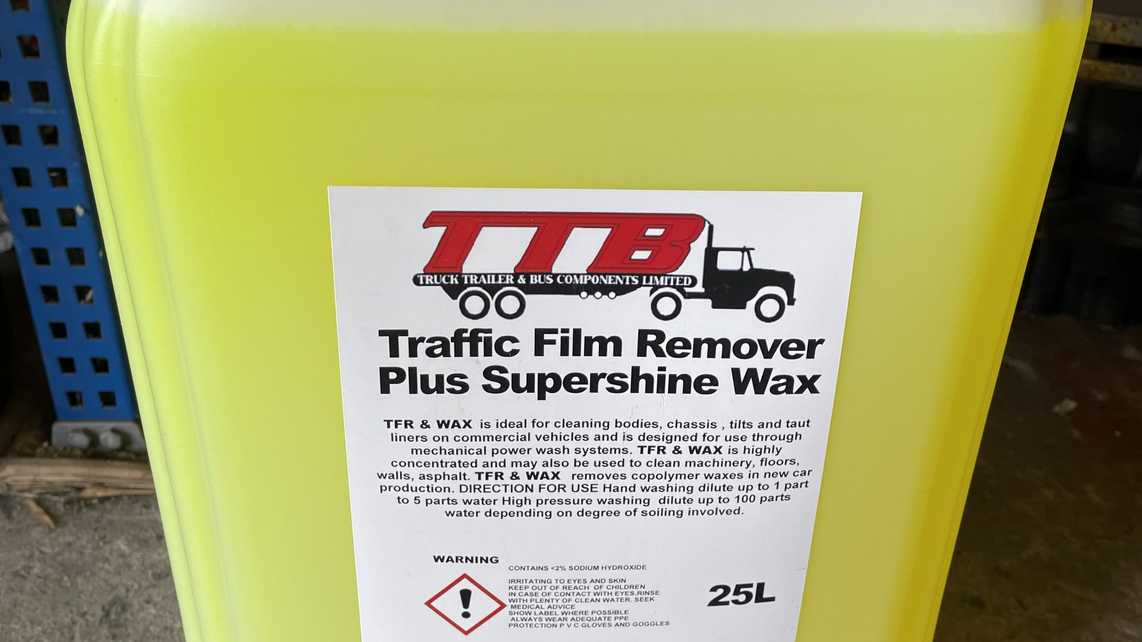 TTB
TRUCK TRAILER & BUS COMPONENTS LIMITED
Traffic Film Remover
Plus Supershine Wax
TFR & WAX is ideal for cleaning bodies, chassis , tilts and taut
liners on commercial vehicles and is designed for use through
mechanical power wash systems. TFR & WAX is highly
concentrated and may also be used to clean machinery, floors,
walls, asphalt. TFR & WAX removes copolymer waxes in new car
production. DIRECTION FOR USE Hand washing dilute up to 1 part
to 5 parts water High pressure washing dilute up to 100 parts
water depending on degree of soiling involved.
WARNING
CONTAINS <2% SODIUM HYDROXIDE
IRRITATING TO EYES AND SKIN
KEEP OUT OF REACH OF CHILDREN
IN CASE OF CONTACT WITH EYES,RINSE
WITH PLENTY OF CLEAN WATER. SEEK
MEDICAL ADVICE
SHOW LABEL WHERE POSSIBLE
ALWAYS WEAR ADEQUATE PPE
PROTECTION P V C GLOVES AND GOGGLES
25L